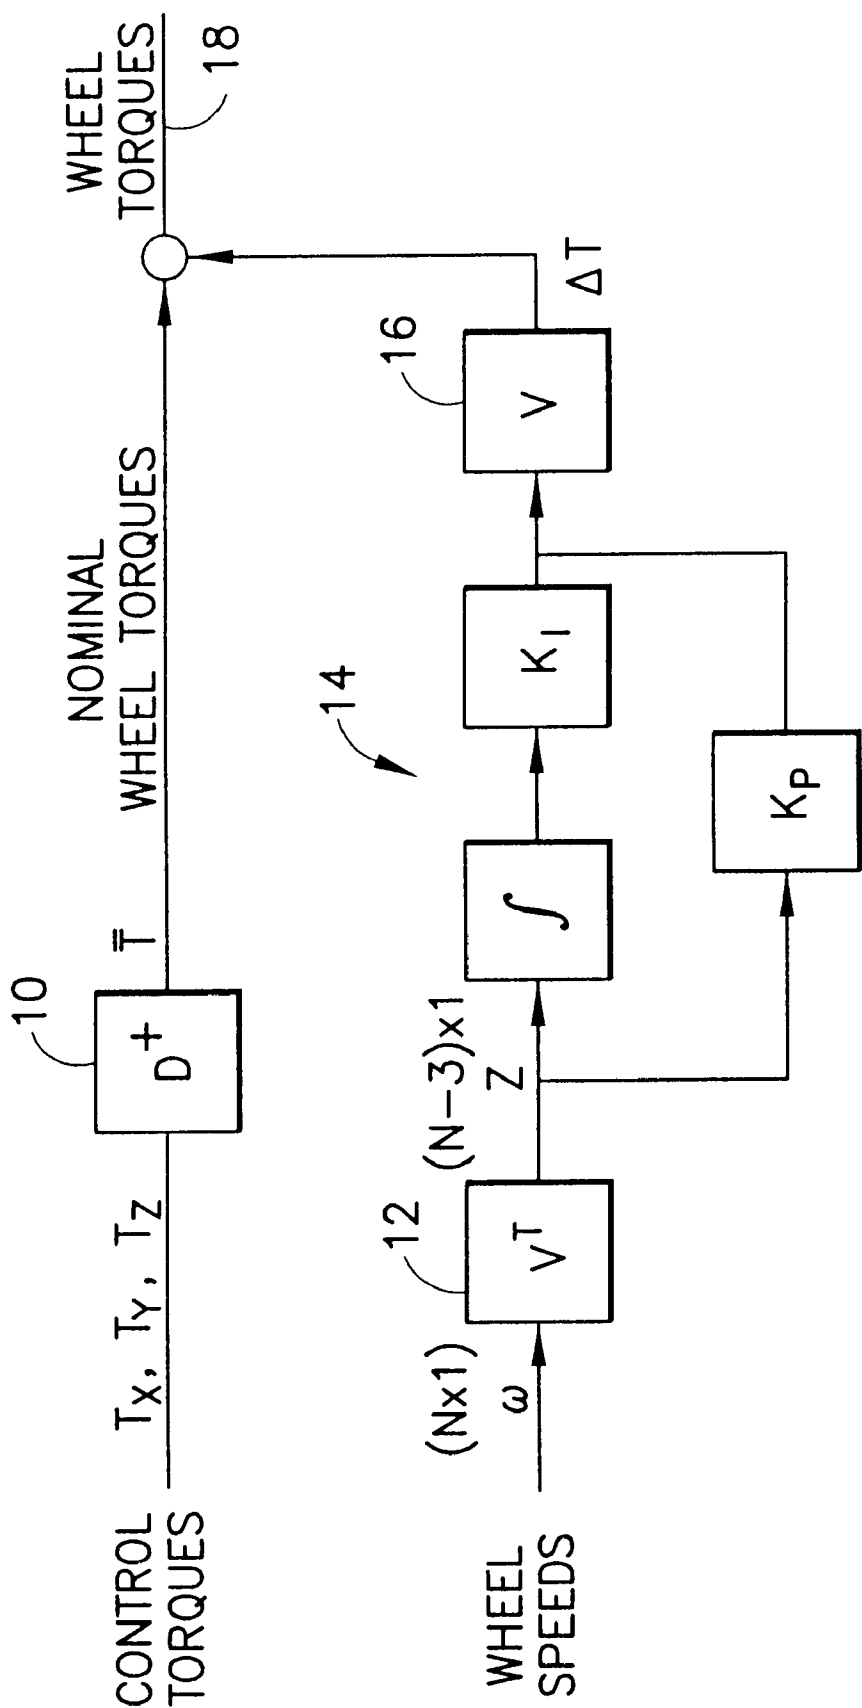 CONTROL
TORQUES
T_X, T_Y, T_Z
10
D^+
T̿
NOMINAL
WHEEL TORQUES
WHEEL
TORQUES
18
WHEEL
SPEEDS
(Nx1)
ω
12
V^T
(N-3)x1
Z
∫
14
K_I
K_P
16
V
ΔT